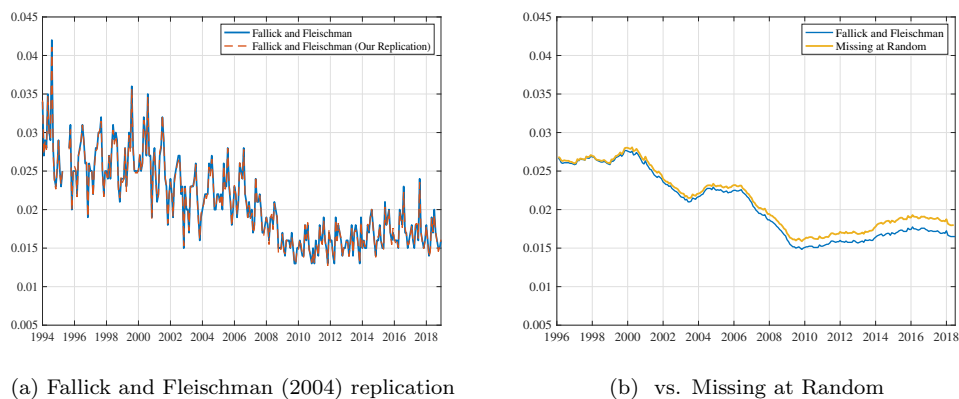 0.045
0.04
0.035
0.03
0.025
0.02
0.015
0.01
0.005
1994 1996 1998 2000 2002 2004 2006 2008 2010 2012 2014 2016 2018
Fallick and Fleischman
Fallick and Fleischman (Our Replication)
(a) Fallick and Fleischman (2004) replication
0.045
0.04
0.035
0.03
0.025
0.02
0.015
0.01
0.005
1996 1998 2000 2002 2004 2006 2008 2010 2012 2014 2016 2018
Fallick and Fleischman
Missing at Random
(b) vs. Missing at Random